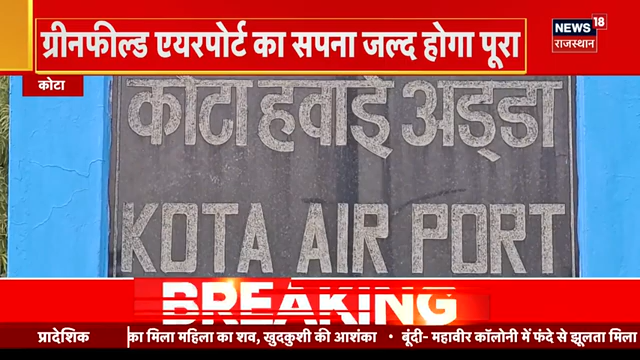 ग्रीनफील्ड एयरपोर्ट का सपना जल्द होगा पूरा
NEWS 18
राजस्थान
कोटा
कोटा हवाई अड्डा
KOTA AIR PORT
BREAKING
प्रादेशिक
का मिला महिला का शव, खुदकुशी की आशंका • बूंदी- महावीर कॉलोनी में फंदे से झूलता मिला